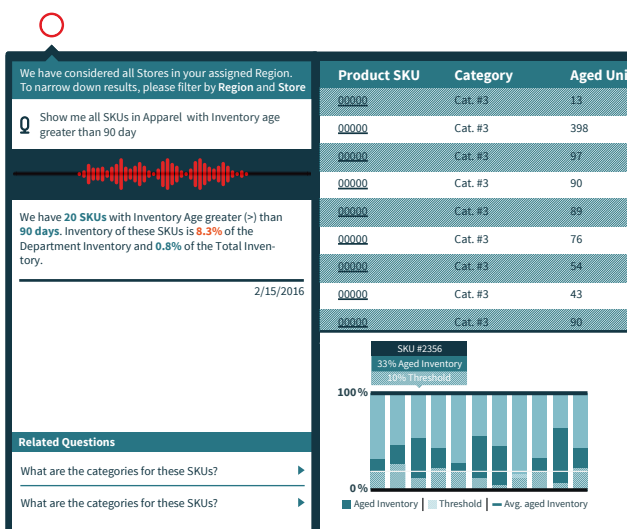 We have considered all Stores in your assigned Region.
To narrow down results, please filter by Region and Store
Show me all SKUs in Apparel with Inventory age
greater than 90 day
We have 20 SKUs with Inventory Age greater (>) than
90 days. Inventory of these SKUs is 8.3% of the
Department Inventory and 0.8% of the Total Inven-
tory.
2/15/2016
Related Questions
What are the categories for these SKUs?
What are the categories for these SKUs?
Product SKU Category Aged Uni
00000 Cat. #3 13
00000 Cat. #3 398
00000 Cat. #3 97
00000 Cat. #3 90
00000 Cat. #3 89
00000 Cat. #3 76
00000 Cat. #3 54
00000 Cat. #3 43
00000 Cat. #3 90
SKU #2356
33% Aged Inventory
10% Threshold
100%
0%
Aged Inventory Threshold Avg. aged Inventory